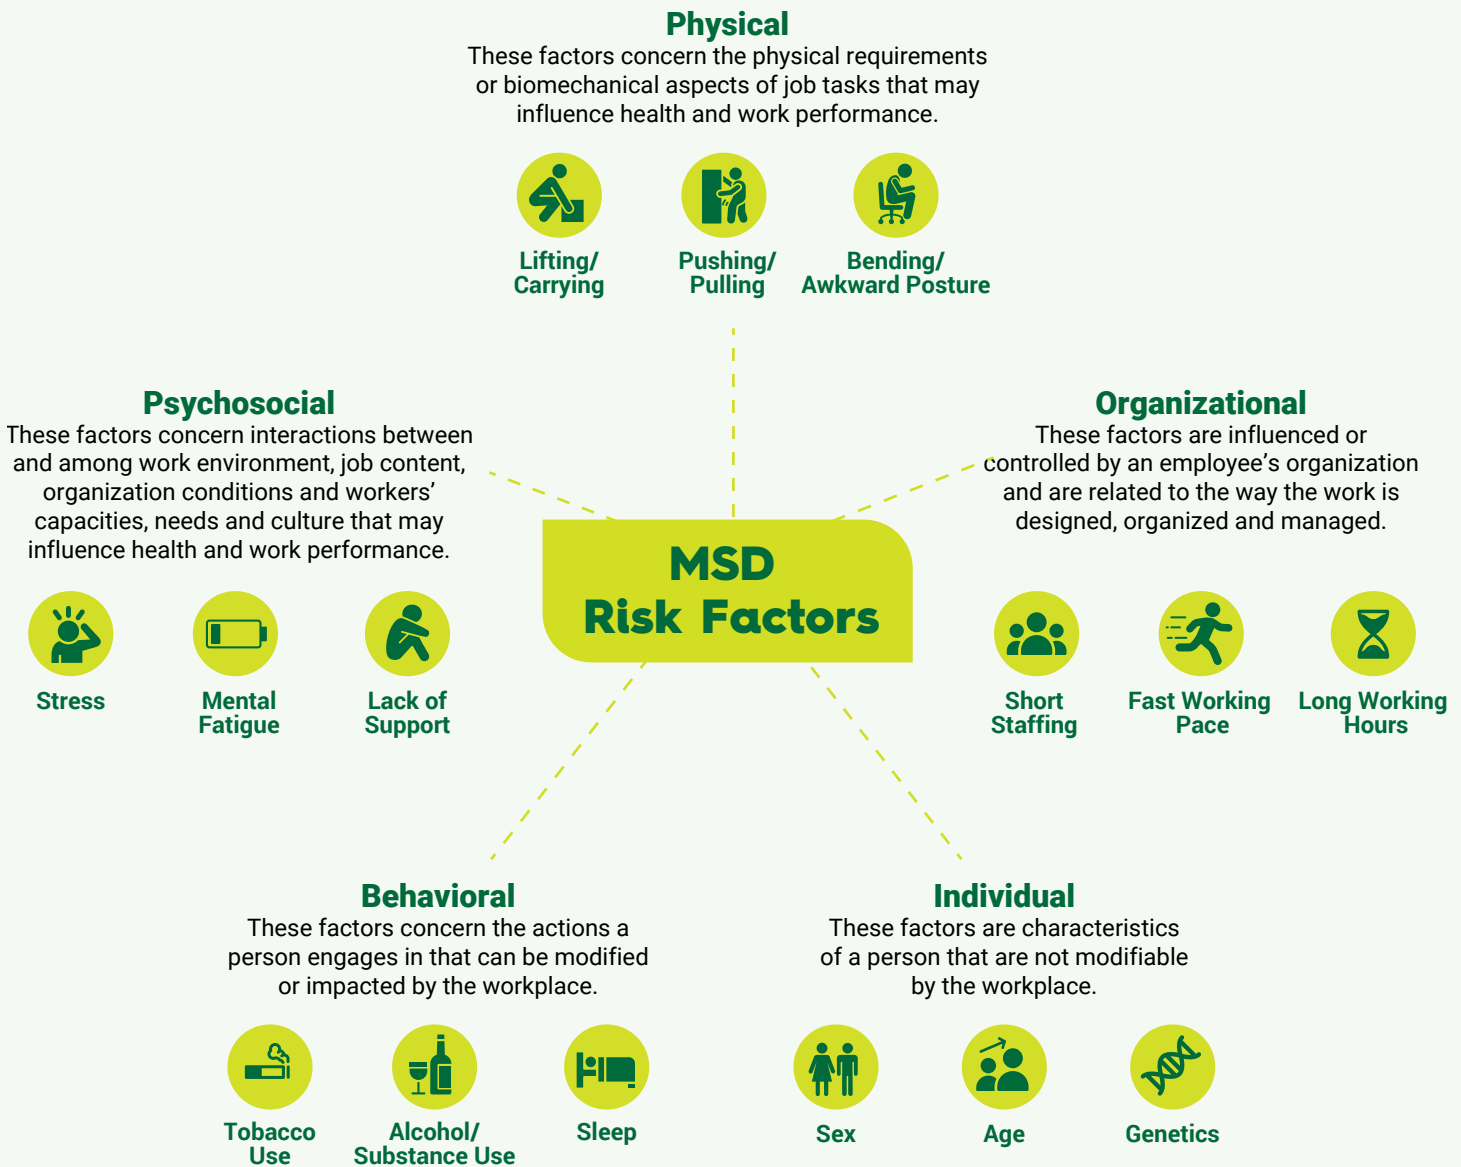 Physical
These factors concern the physical requirements
or biomechanical aspects of job tasks that may
influence health and work performance.
Lifting/
Carrying
Pushing/
Pulling
Bending/
Awkward Posture
Psychosocial
These factors concern interactions between
and among work environment, job content,
organization conditions and workers’
capacities, needs and culture that may
influence health and work performance.
Stress
Mental
Fatigue
Lack of
Support
MSD
Risk Factors
Organizational
These factors are influenced or
controlled by an employee’s organization
and are related to the way the work is
designed, organized and managed.
Short
Staffing
Fast Working
Pace
Long Working
Hours
Behavioral
These factors concern the actions a
person engages in that can be modified
or impacted by the workplace.
Tobacco
Use
Alcohol/
Substance Use
Sleep
Individual
These factors are characteristics
of a person that are not modifiable
by the workplace.
Sex
Age
Genetics